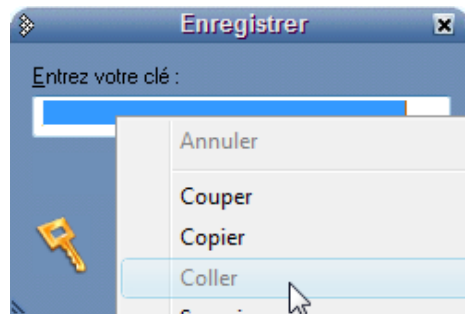 Enregistrer
Entrez votre clé :
Annuler
Couper
Copier
Coller